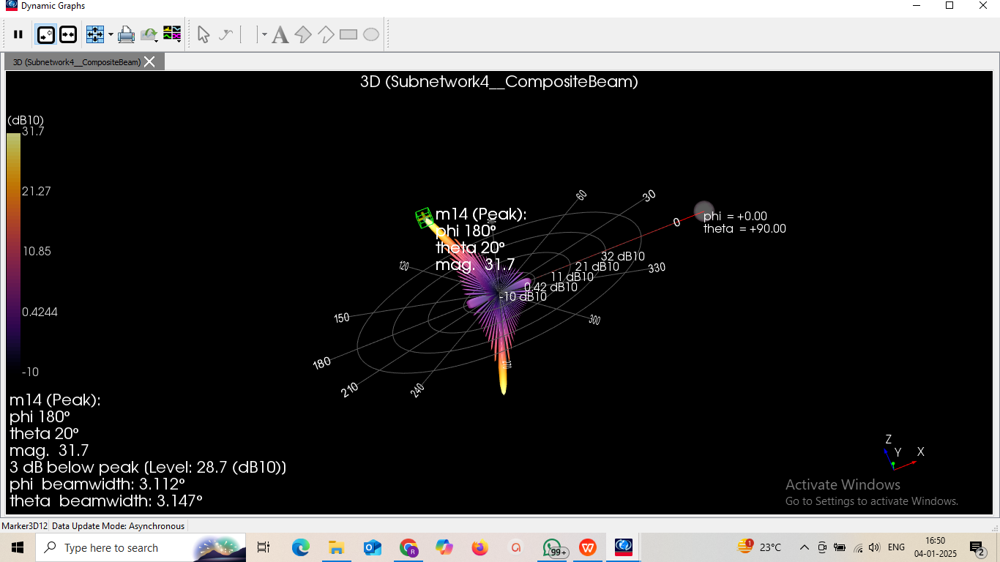 Dynamic Graphs
A
3D (Subnetwork4__CompositeBeam)
3D (Subnetwork4__CompositeBeam)
(dB10)
31.7
21.27
10.85
0.4244
-10
60
30
0
phi = +0.00
theta = +90.00
m14 (Peak):
phi 180°
theta 20°
mag. 31.7
120
32 dB10
21 dB10
11 dB10
0.42 dB10
-10 dB10
330
300
150
180
210
240
270
m14 (Peak):
phi 180°
theta 20°
mag. 31.7
3 dB below peak [Level: 28.7 (dB10)]
phi beamwidth: 3.112°
theta beamwidth: 3.147°
Z
Y
X
Activate Windows
Go to Settings to activate Windows.
Marker3D12 Data Update Mode: Asynchronous
Type here to search
R
99+
W
1
23°C
ENG
16:50
04-01-2025
2